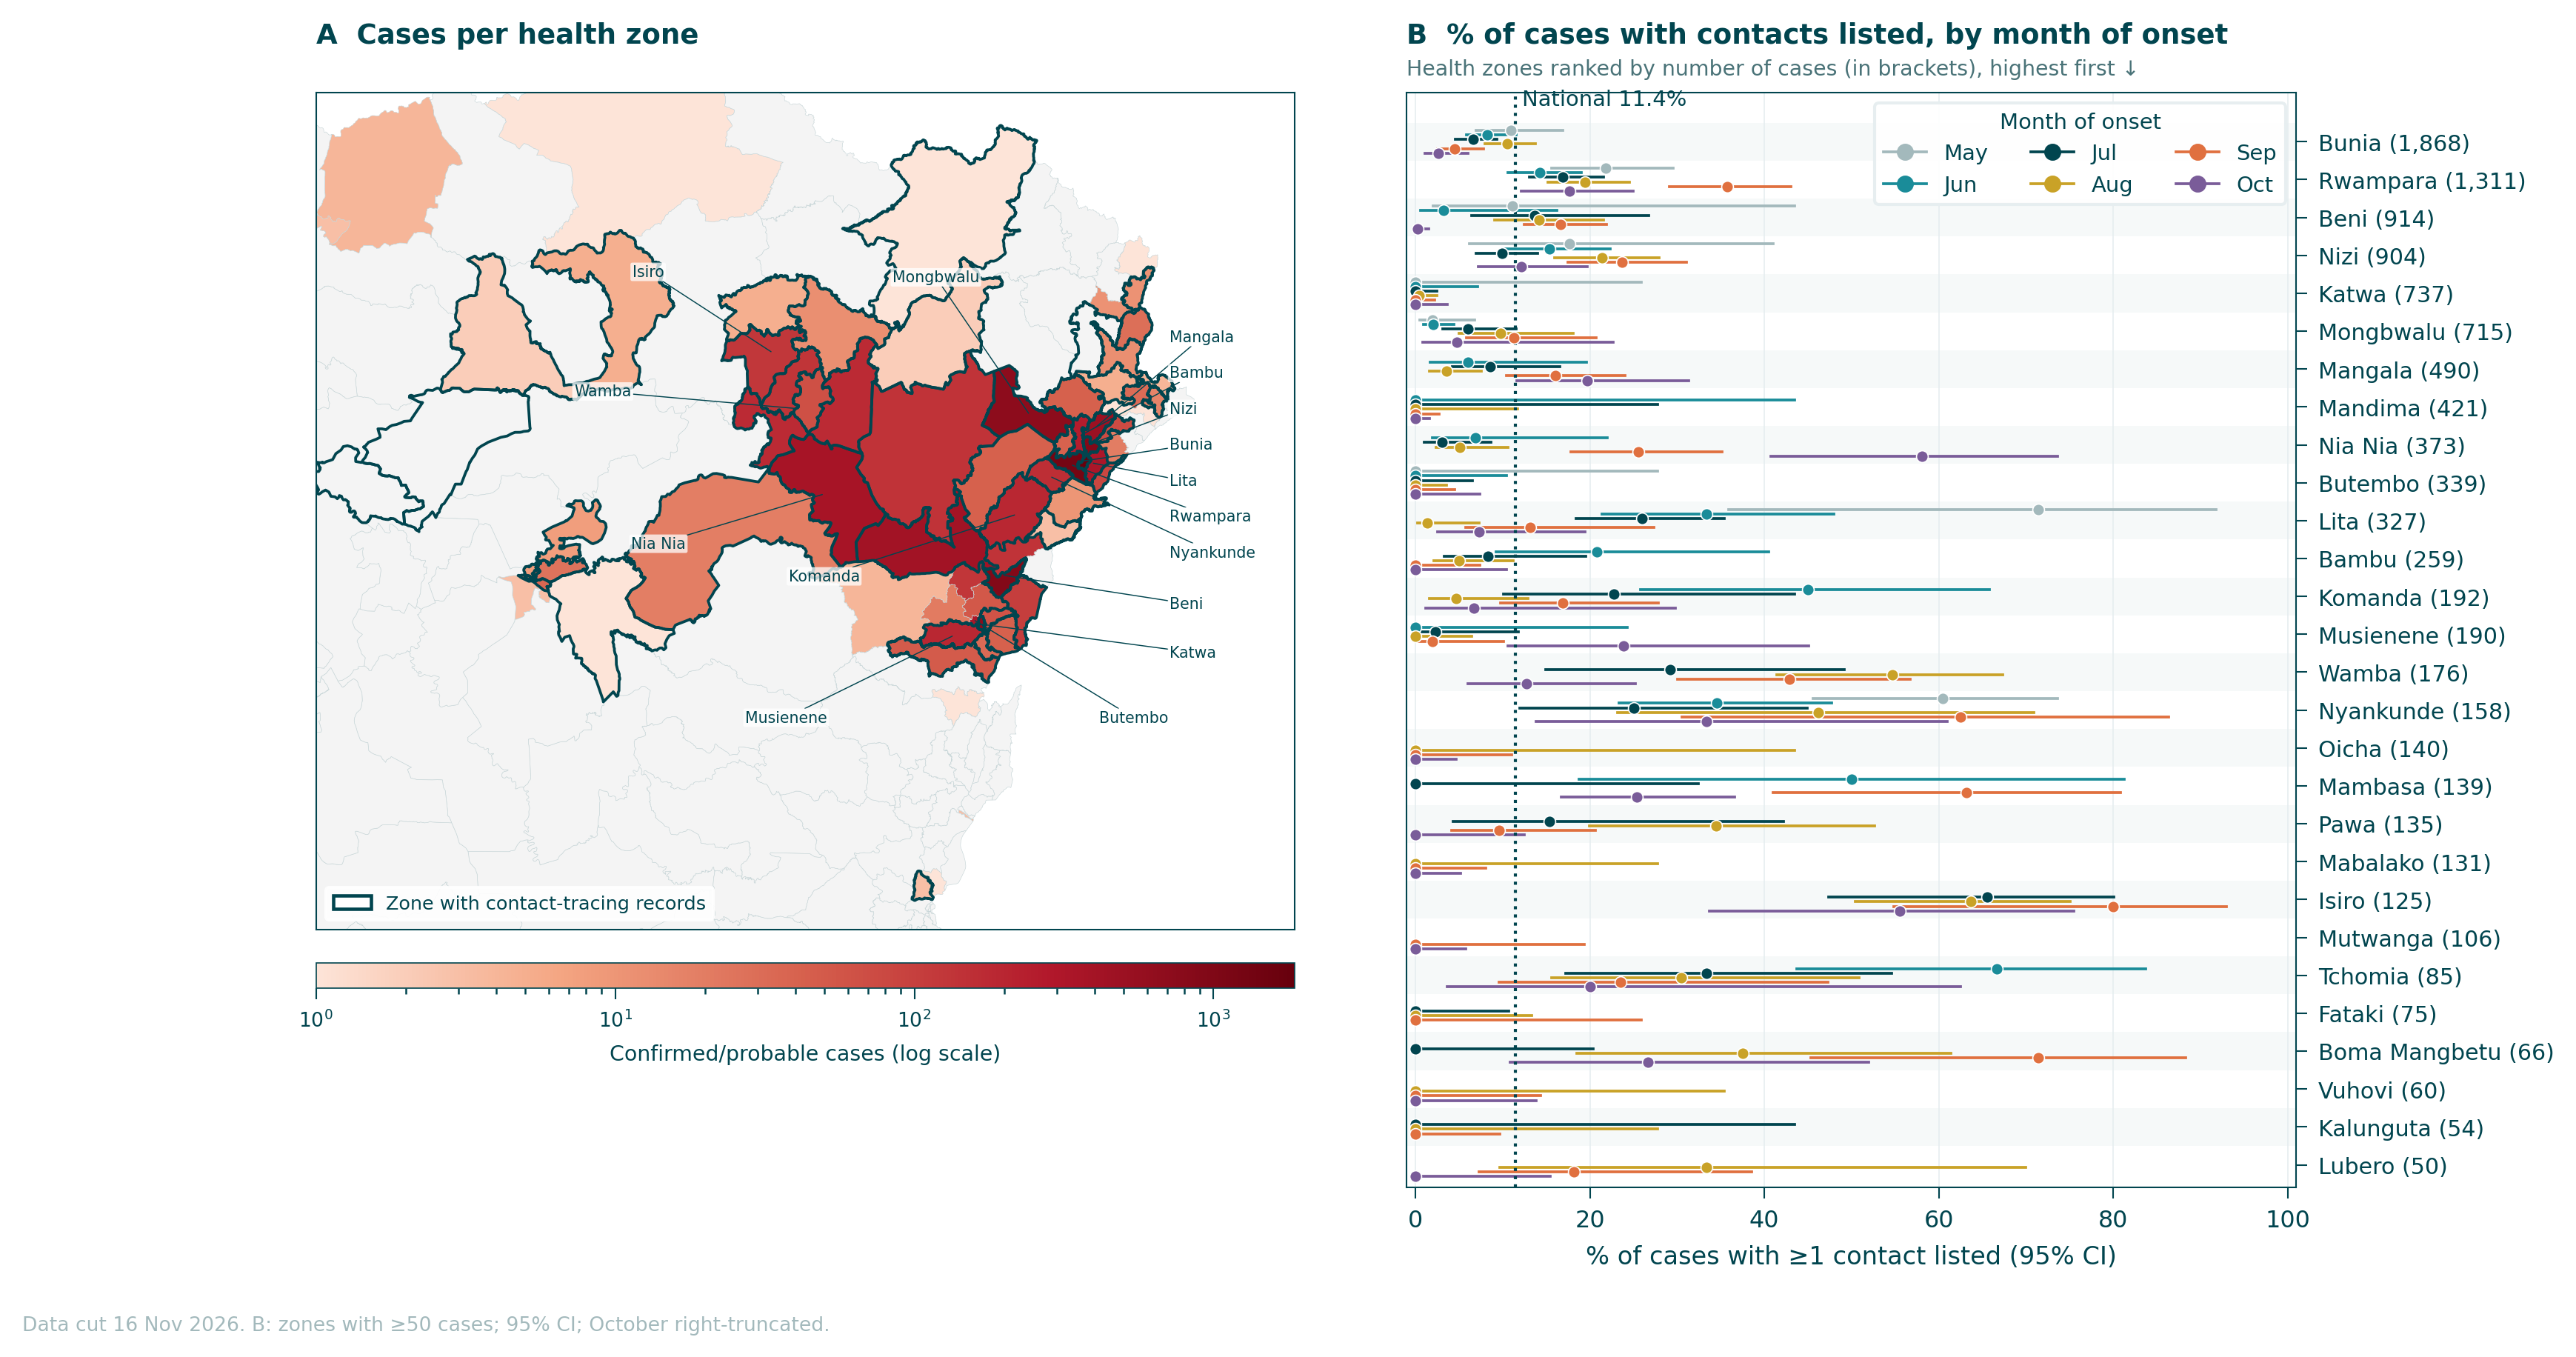 A  Cases per health zone
Isiro
Mongbwalu
Mangala
Bambu
Wamba
Nizi
Bunia
Lita
Rwampara
Nia Nia
Nyankunde
Komanda
Beni
Katwa
Musienene
Butembo
Zone with contact-tracing records
10⁰ 10¹ 10² 10³
Confirmed/probable cases (log scale)
B  % of cases with contacts listed, by month of onset
Health zones ranked by number of cases (in brackets), highest first ↓
National 11.4%
Month of onset
May Jul Sep
Jun Aug Oct
Bunia (1,868)
Rwampara (1,311)
Beni (914)
Nizi (904)
Katwa (737)
Mongbwalu (715)
Mangala (490)
Mandima (421)
Nia Nia (373)
Butembo (339)
Lita (327)
Bambu (259)
Komanda (192)
Musienene (190)
Wamba (176)
Nyankunde (158)
Oicha (140)
Mambasa (139)
Pawa (135)
Mabalako (131)
Isiro (125)
Mutwanga (106)
Tchomia (85)
Fataki (75)
Boma Mangbetu (66)
Vuhovi (60)
Kalunguta (54)
Lubero (50)
0 20 40 60 80 100
% of cases with ≥1 contact listed (95% CI)
Data cut 16 Nov 2026. B: zones with ≥50 cases; 95% CI; October right-truncated.